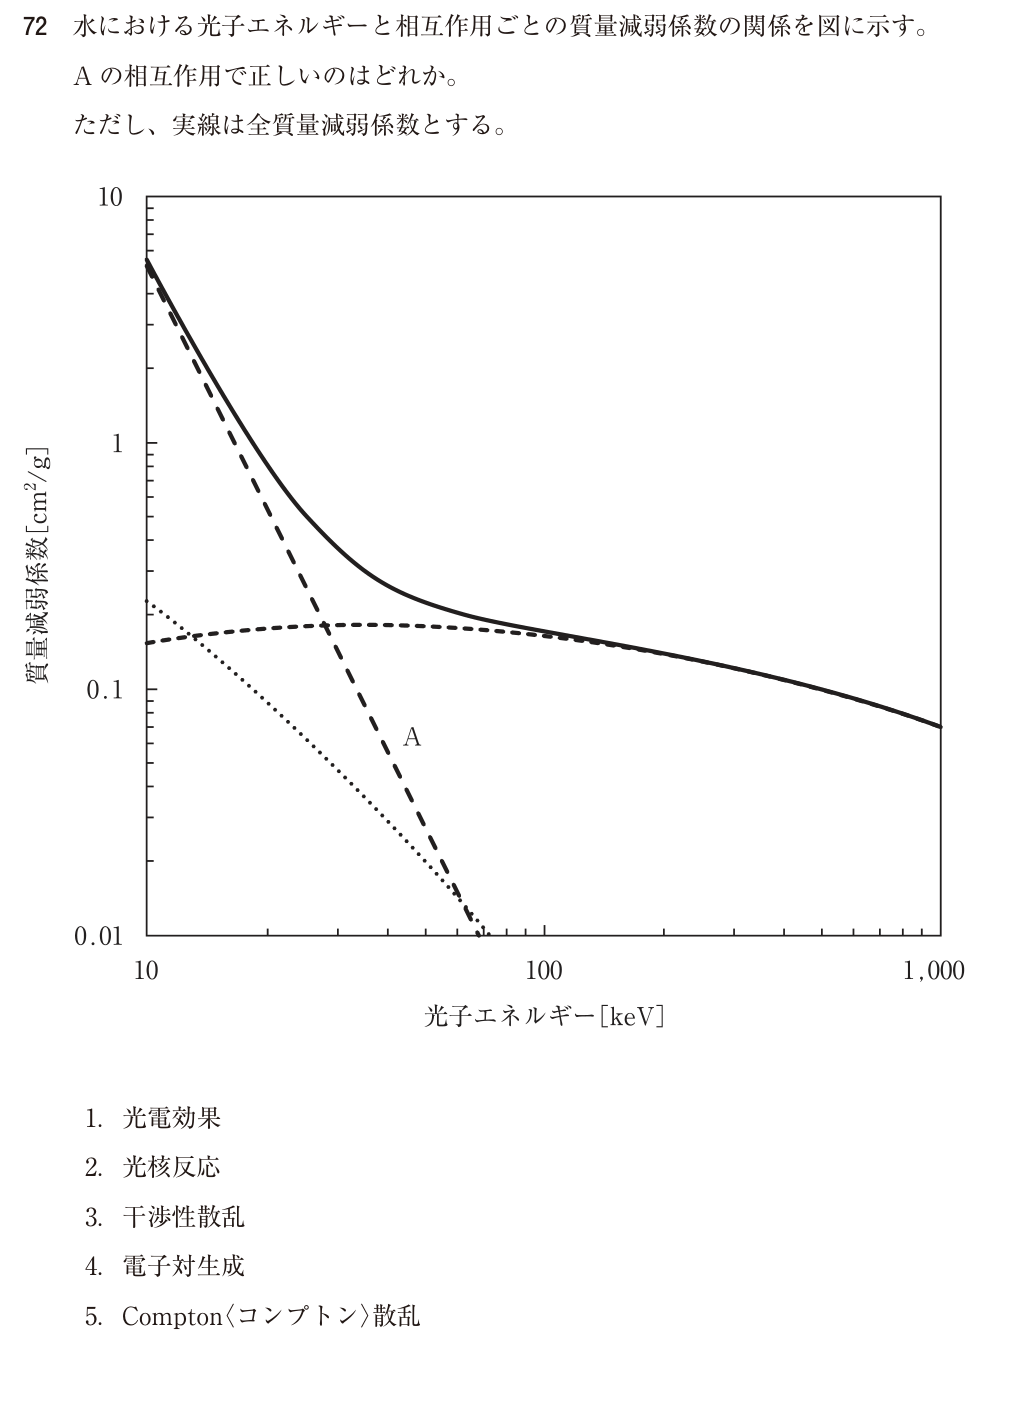 72 水における光子エネルギーと相互作用ごとの質量減弱係数の関係を図に示す。
A の相互作用で正しいのはどれか。
ただし、実線は全質量減弱係数とする。
10
1
0.1
0.01
質量減弱係数[cm²/g]
A
10
100
1,000
光子エネルギー[keV]
1. 光電効果
2. 光核反応
3. 干渉性散乱
4. 電子対生成
5. Compton〈コンプトン〉散乱